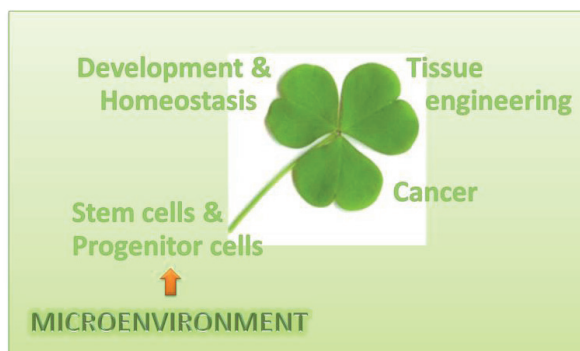 Development &
Homeostasis
Tissue
engineering
Cancer
Stem cells &
Progenitor cells
MICROENVIRONMENT